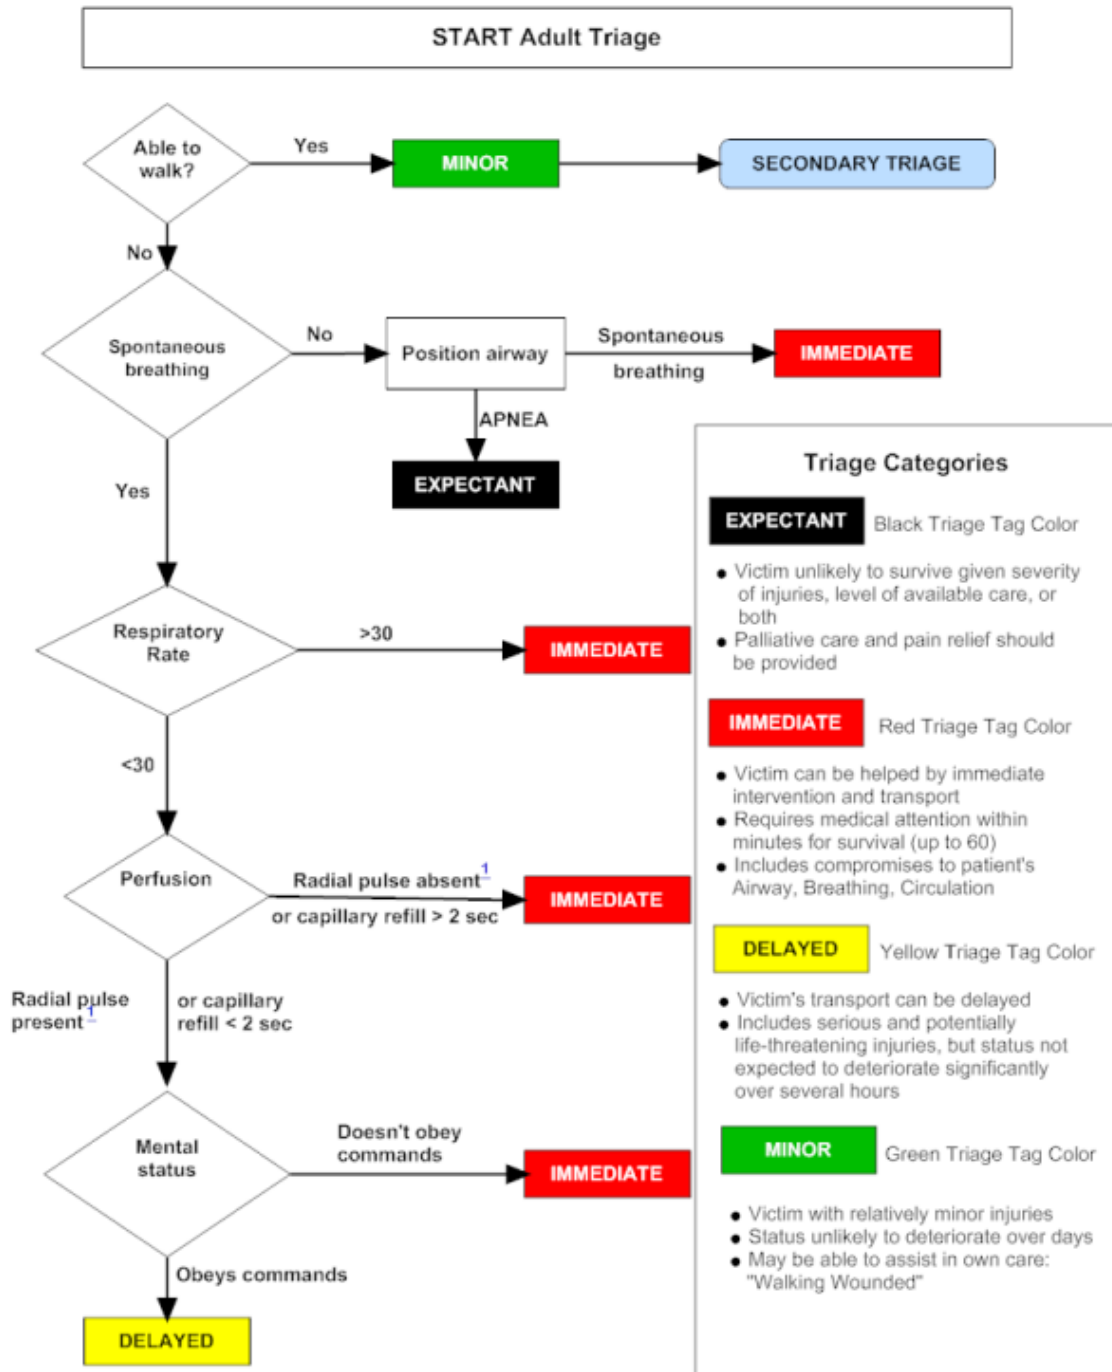 START Adult Triage
Able to
walk?
Yes
MINOR
SECONDARY TRIAGE
No
Spontaneous
breathing
No
Position airway
Spontaneous
breathing
IMMEDIATE
APNEA
EXPECTANT
Yes
Respiratory
Rate
>30
IMMEDIATE
<30
Perfusion
Radial pulse absent1
or capillary refill > 2 sec
IMMEDIATE
Radial pulse
present1
or capillary
refill < 2 sec
Mental
status
Doesn't obey
commands
IMMEDIATE
Obeys commands
DELAYED
Triage Categories
EXPECTANT Black Triage Tag Color
● Victim unlikely to survive given severity
of injuries, level of available care, or
both
● Palliative care and pain relief should
be provided
IMMEDIATE Red Triage Tag Color
● Victim can be helped by immediate
intervention and transport
● Requires medical attention within
minutes for survival (up to 60)
● Includes compromises to patient's
Airway, Breathing, Circulation
DELAYED Yellow Triage Tag Color
● Victim's transport can be delayed
● Includes serious and potentially
life-threatening injuries, but status not
expected to deteriorate significantly
over several hours
MINOR Green Triage Tag Color
● Victim with relatively minor injuries
● Status unlikely to deteriorate over days
● May be able to assist in own care:
"Walking Wounded"